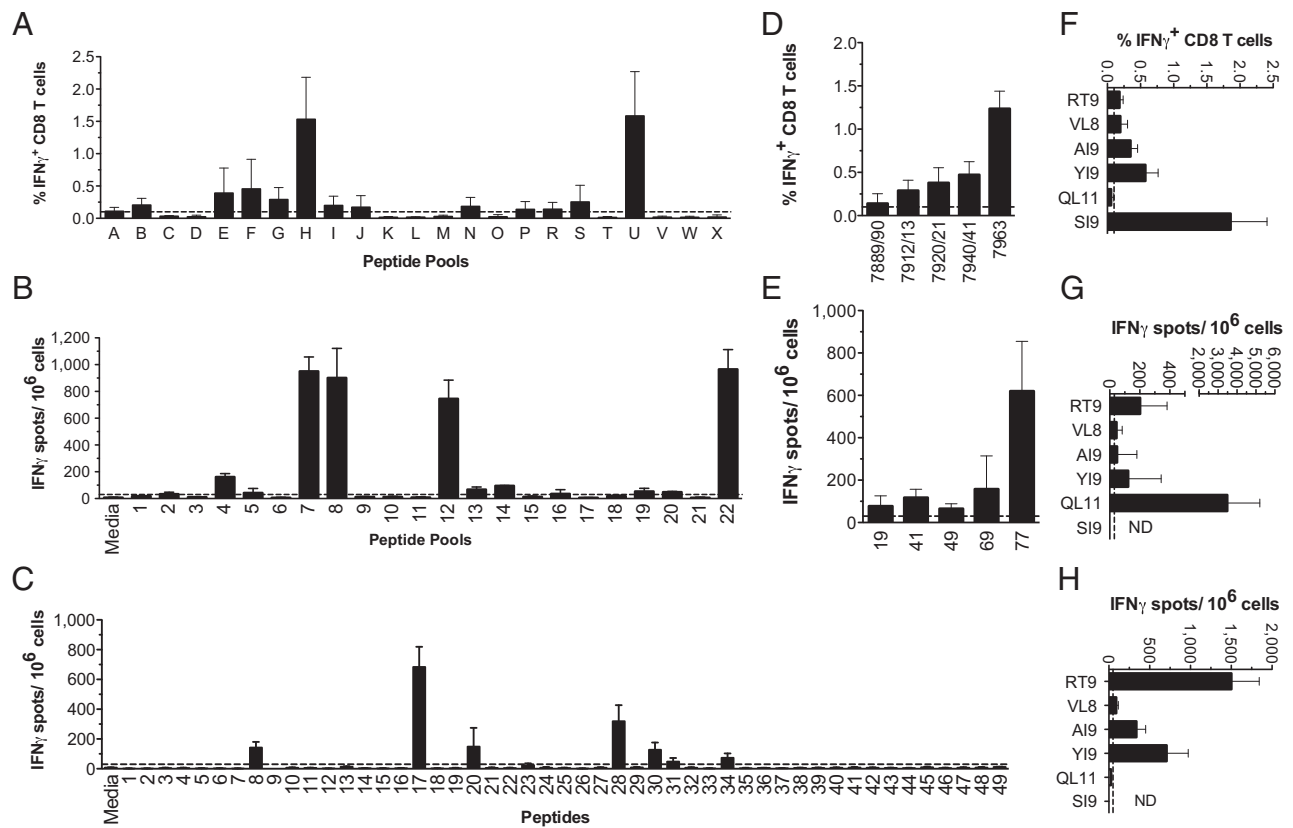 A
% IFNγ+ CD8 T cells
2.5
2.0
1.5
1.0
0.5
0.0
A B C D E F G H I J K L M N O P R S T U V W X
Peptide Pools
B
IFNγ spots/ 10^6 cells
1,200
1,000
800
600
400
200
0
Media 1 2 3 4 5 6 7 8 9 10 11 12 13 14 15 16 17 18 19 20 21 22
Peptide Pools
C
IFNγ spots/ 10^6 cells
1,000
800
600
400
200
0
Media 1 2 3 4 5 6 7 8 9 10 11 12 13 14 15 16 17 18 19 20 21 22 23 24 25 26 27 28 29 30 31 32 33 34 35 36 37 38 39 40 41 42 43 44 45 46 47 48 49
Peptides
D
% IFNγ+ CD8 T cells
2.0
1.5
1.0
0.5
0.0
7889/90 7912/13 7920/21 7940/41 7963
E
IFNγ spots/ 10^6 cells
1,000
800
600
400
200
0
19 41 49 69 77
F
% IFNγ+ CD8 T cells
0.0 0.5 1.0 1.5 2.0 2.5
RT9
VL8
AI9
YI9
QL11
SI9
G
IFNγ spots/ 10^6 cells
0 200 400 2,000 3,000 4,000 5,000 6,000
RT9
VL8
AI9
YI9
QL11
SI9 ND
H
IFNγ spots/ 10^6 cells
0 500 1,000 1,500 2,000
RT9
VL8
AI9
YI9
QL11
SI9 ND